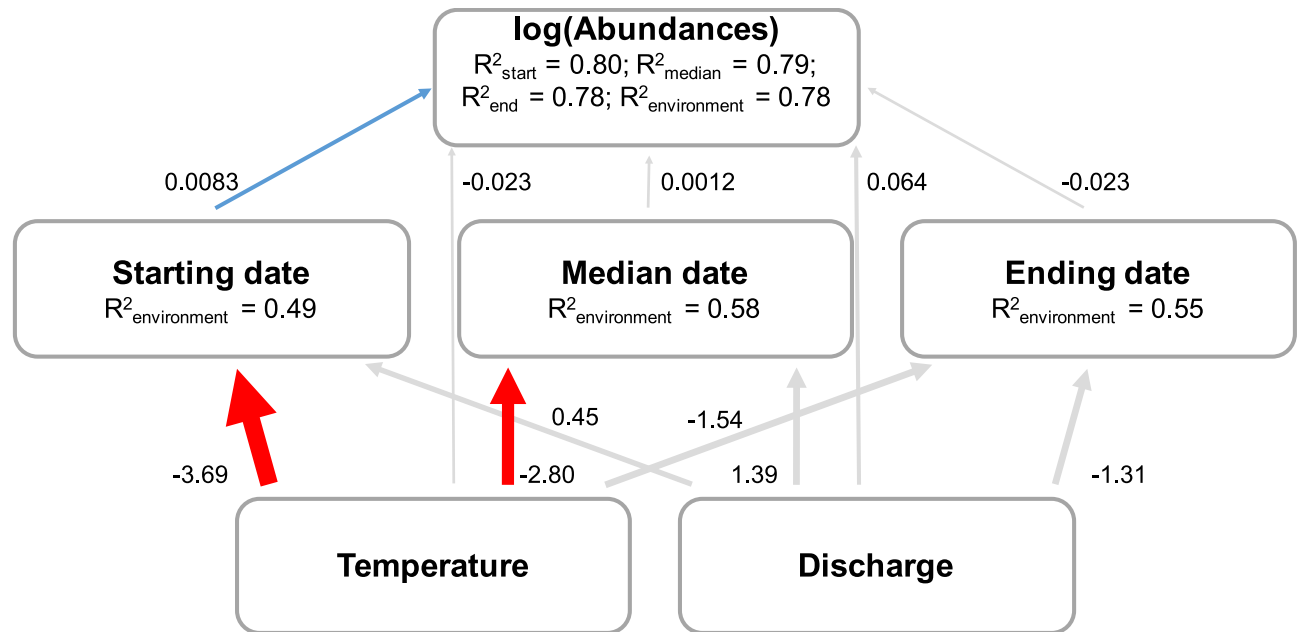 log(Abundances)
R²start = 0.80; R²median = 0.79;
R²end = 0.78; R²environment = 0.78
0.0083
-0.023
0.0012
0.064
-0.023
Starting date
R²environment = 0.49
Median date
R²environment = 0.58
Ending date
R²environment = 0.55
0.45
-1.54
-3.69
-2.80
1.39
-1.31
Temperature
Discharge